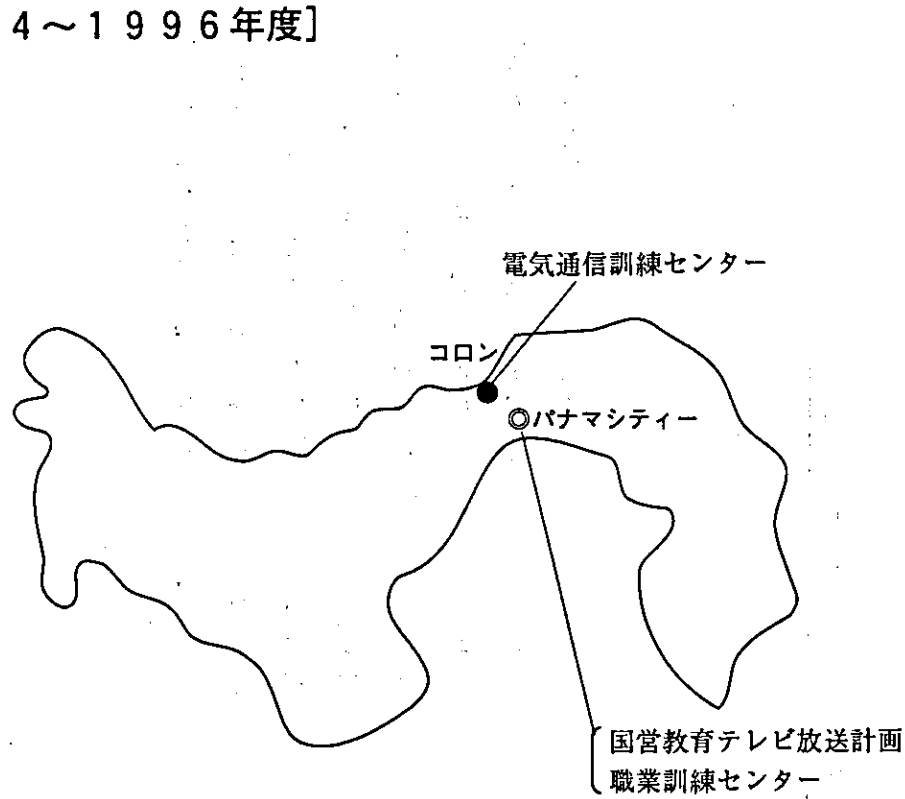 4～1996年度]
電気通信訓練センター
コロン
パナマシティー
国営教育テレビ放送計画
職業訓練センター